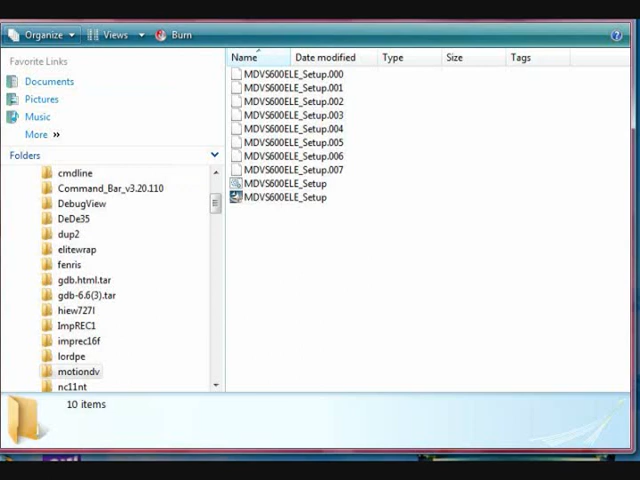 Organize Views Burn
Favorite Links
Documents
Pictures
Music
More »
Folders
cmdline
Command_Bar_v3.20.110
DebugView
DeDe35
dup2
elitewrap
fenris
gdb.html.tar
gdb-6.6(3).tar
hiew727l
ImpREC1
imprec16f
lordpe
motiondv
nc11nt
Name Date modified Type Size Tags
MDVS600ELE_Setup.000
MDVS600ELE_Setup.001
MDVS600ELE_Setup.002
MDVS600ELE_Setup.003
MDVS600ELE_Setup.004
MDVS600ELE_Setup.005
MDVS600ELE_Setup.006
MDVS600ELE_Setup.007
MDVS600ELE_Setup
MDVS600ELE_Setup
10 items